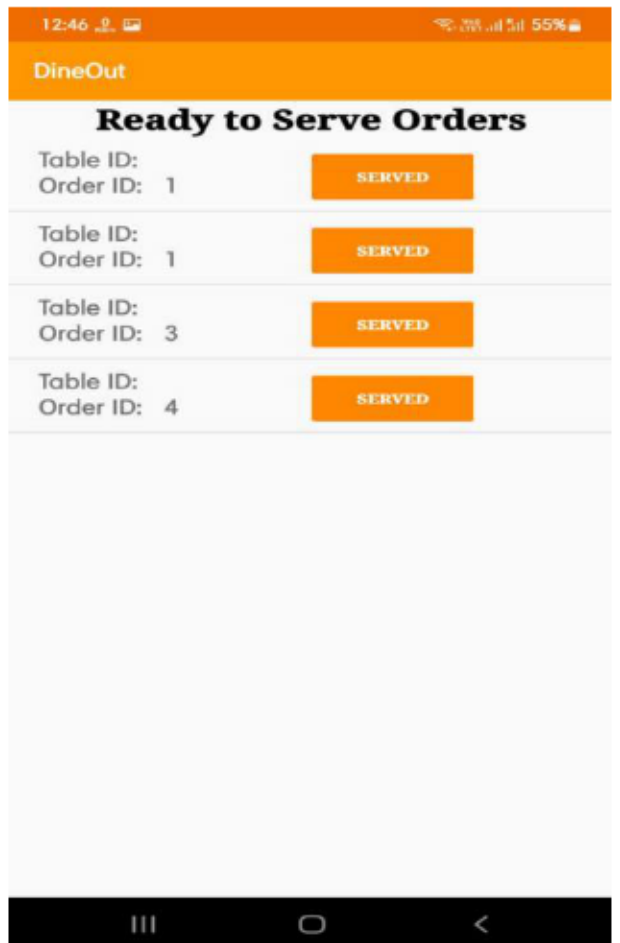 12:46 55%
DineOut
Ready to Serve Orders
Table ID:
Order ID: 1
SERVED
Table ID:
Order ID: 1
SERVED
Table ID:
Order ID: 3
SERVED
Table ID:
Order ID: 4
SERVED